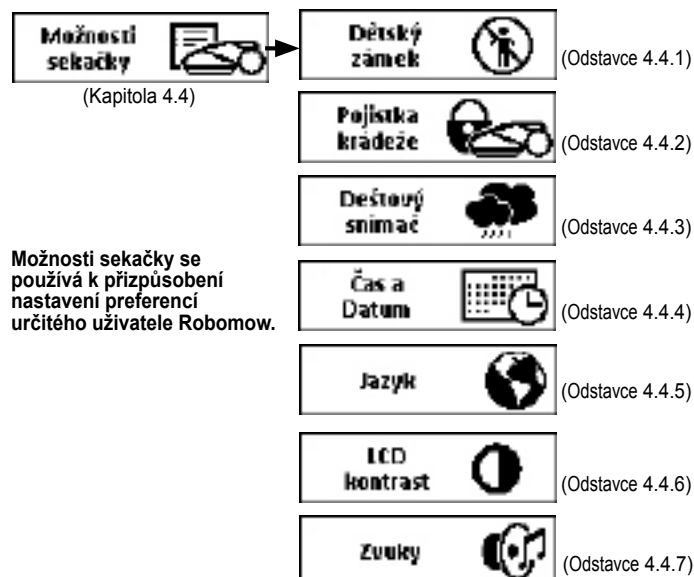 Možnosti
sekačky
(Kapitola 4.4)
Dětský
zámek
(Odstavce 4.4.1)
Pojistka
krádeže
(Odstavce 4.4.2)
Deštový
snímač
(Odstavce 4.4.3)
Možnosti sekačky se
používá k přizpůsobení
nastavení preferencí
určitého uživatele Robomow.
Čas a
Datum
(Odstavce 4.4.4)
Jazyk
(Odstavce 4.4.5)
LCD
kontrast
(Odstavce 4.4.6)
Zvuky
(Odstavce 4.4.7)